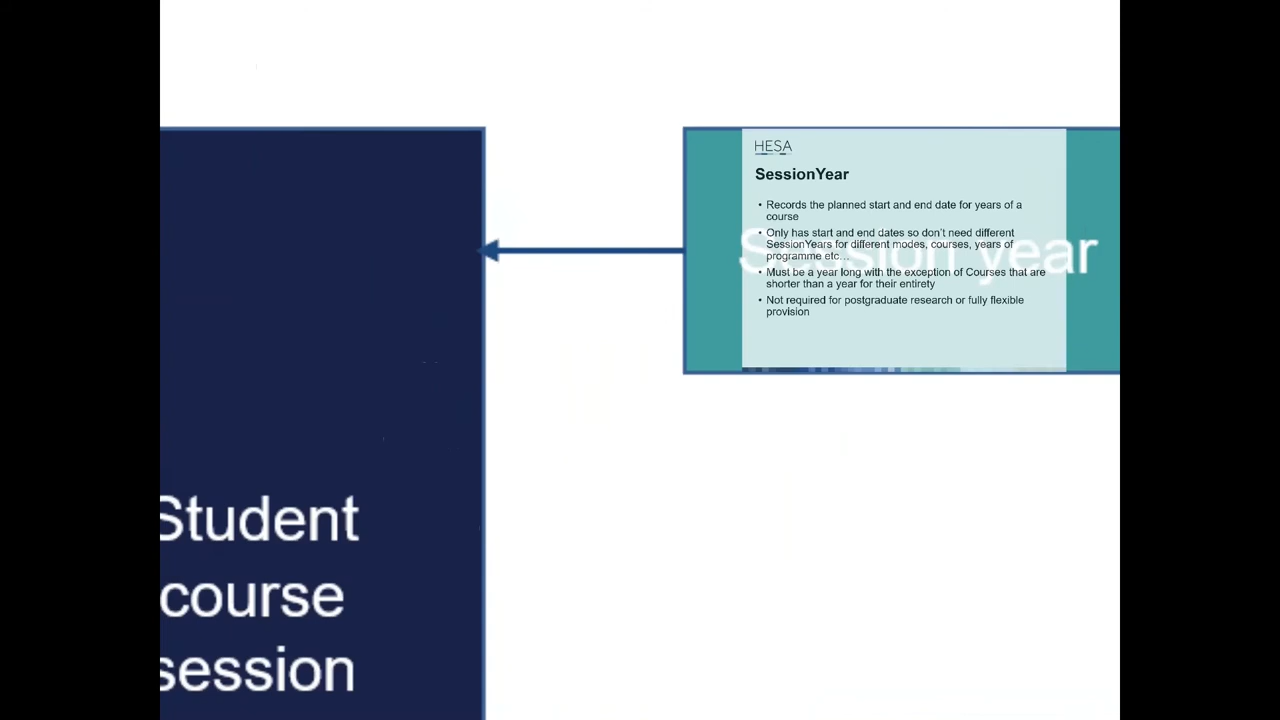 HESA
SessionYear
• Records the planned start and end date for years of a
course
• Only has start and end dates so don't need different
SessionYears for different modes, courses, years of
programme etc…
• Must be a year long with the exception of Courses that are
shorter than a year for their entirety
• Not required for postgraduate research or fully flexible
provision
Session year
Student
course
session